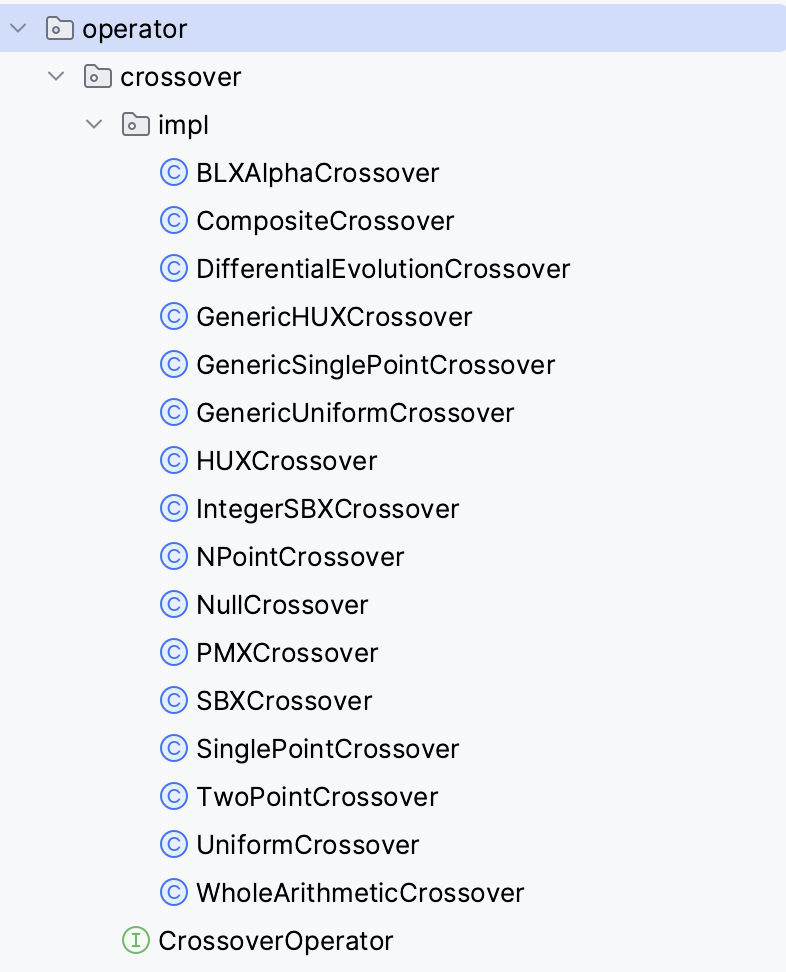 operator
crossover
impl
BLXAlphaCrossover
CompositeCrossover
DifferentialEvolutionCrossover
GenericHUXCrossover
GenericSinglePointCrossover
GenericUniformCrossover
HUXCrossover
IntegerSBXCrossover
NPointCrossover
NullCrossover
PMXCrossover
SBXCrossover
SinglePointCrossover
TwoPointCrossover
UniformCrossover
WholeArithmeticCrossover
CrossoverOperator